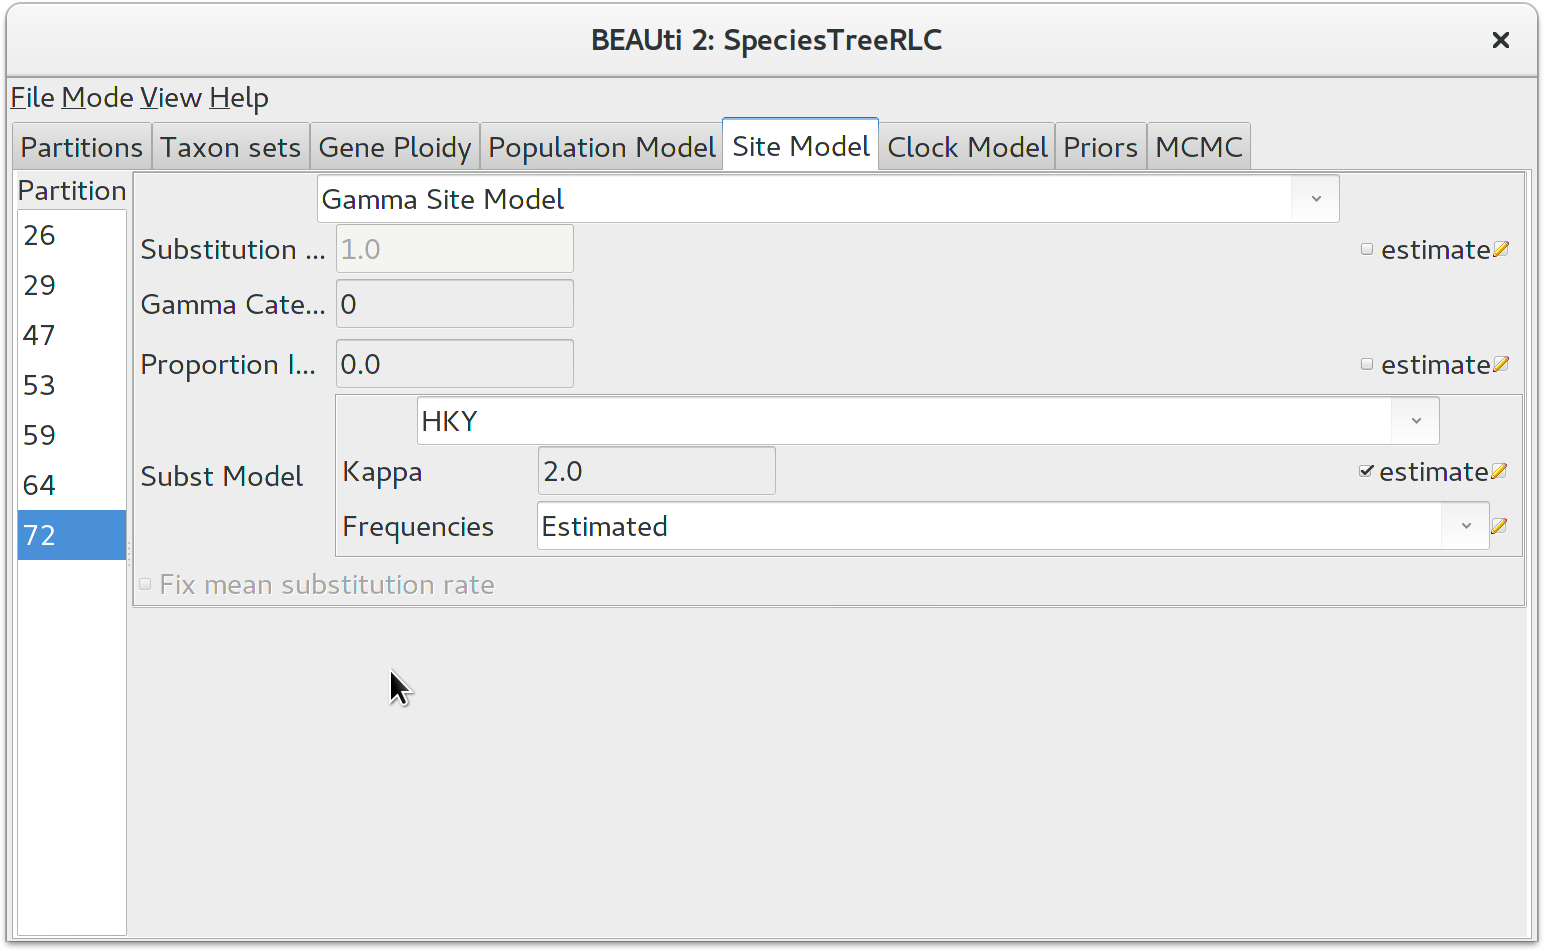 BEAUti 2: SpeciesTreeRLC
File Mode View Help
Partitions Taxon sets Gene Ploidy Population Model Site Model Clock Model Priors MCMC
Partition
26
29
47
53
59
64
72
Gamma Site Model
Substitution ... 1.0 estimate
Gamma Cate... 0
Proportion I... 0.0 estimate
Subst Model
HKY
Kappa 2.0 estimate
Frequencies Estimated
Fix mean substitution rate